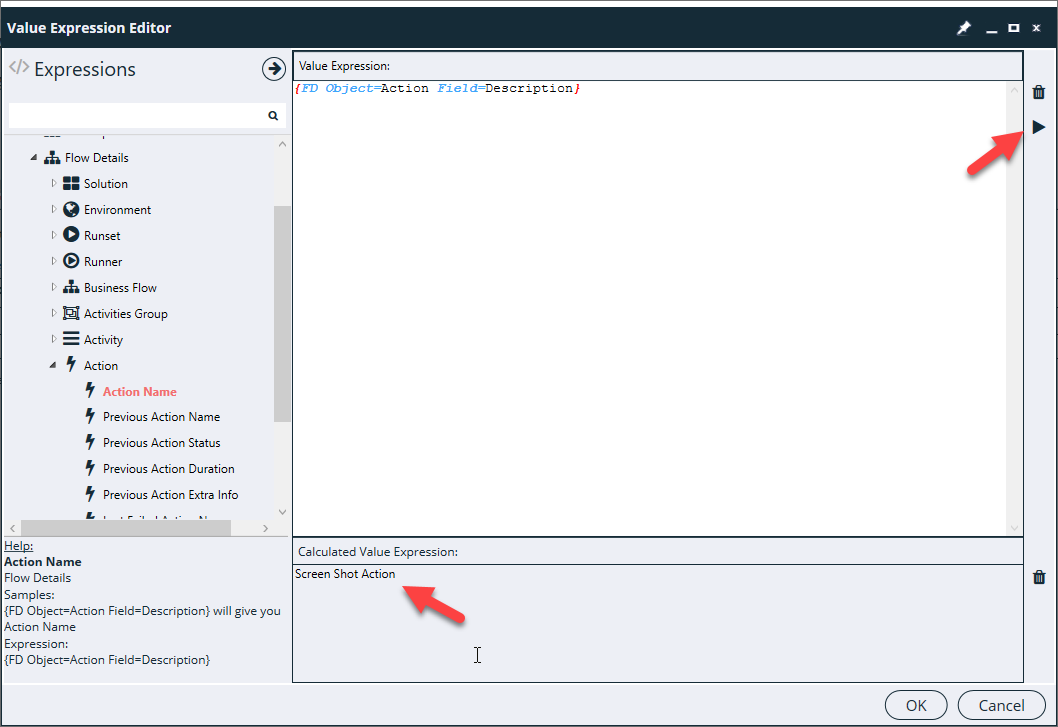 Value Expression Editor
Expressions
Flow Details
Solution
Environment
Runset
Runner
Business Flow
Activities Group
Activity
Action
Action Name
Previous Action Name
Previous Action Status
Previous Action Duration
Previous Action Extra Info
Help:
Action Name
Flow Details
Samples:
{FD Object=Action Field=Description} will give you
Action Name
Expression:
{FD Object=Action Field=Description}
Value Expression:
{FD Object=Action Field=Description}
Calculated Value Expression:
Screen Shot Action
OK
Cancel